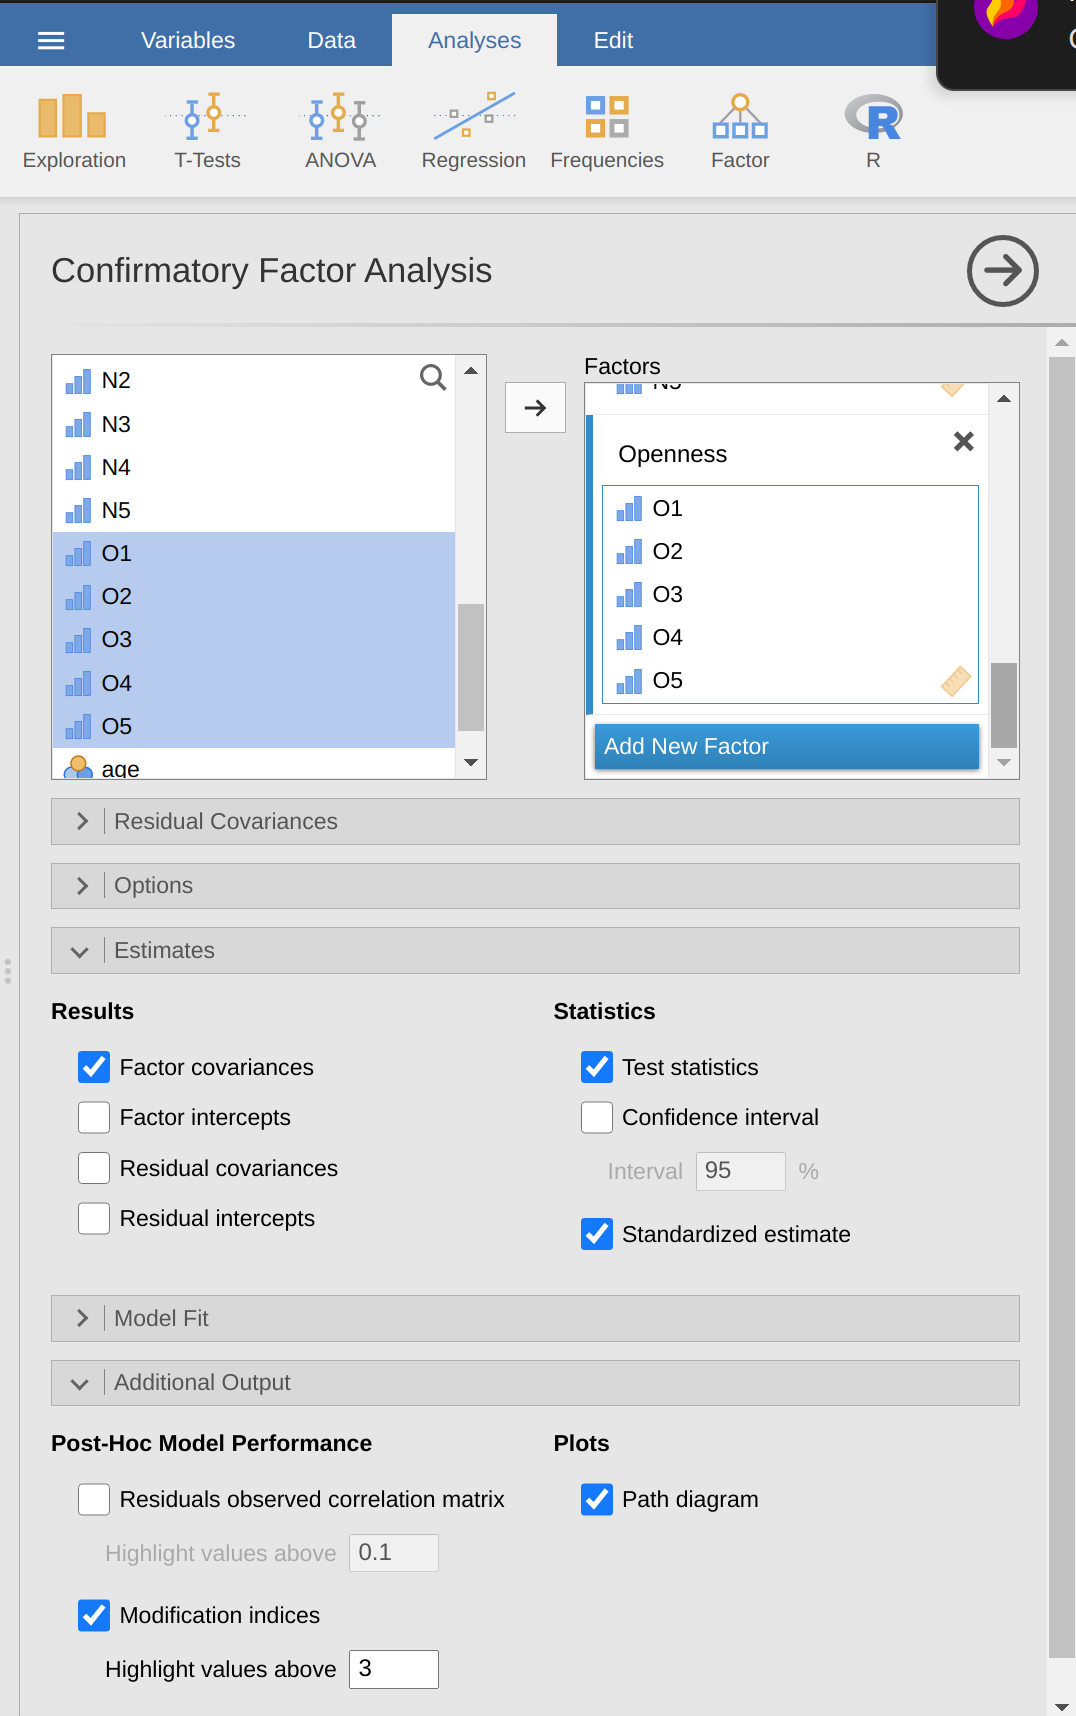 Variables Data Analyses Edit
Exploration T-Tests ANOVA Regression Frequencies Factor R
Confirmatory Factor Analysis
N2
N3
N4
N5
O1
O2
O3
O4
O5
age
Factors
Openness
O1
O2
O3
O4
O5
Add New Factor
Residual Covariances
Options
Estimates
Results
Factor covariances
Factor intercepts
Residual covariances
Residual intercepts
Statistics
Test statistics
Confidence interval
Interval 95 %
Standardized estimate
Model Fit
Additional Output
Post-Hoc Model Performance
Residuals observed correlation matrix
Highlight values above 0.1
Modification indices
Highlight values above 3
Plots
Path diagram